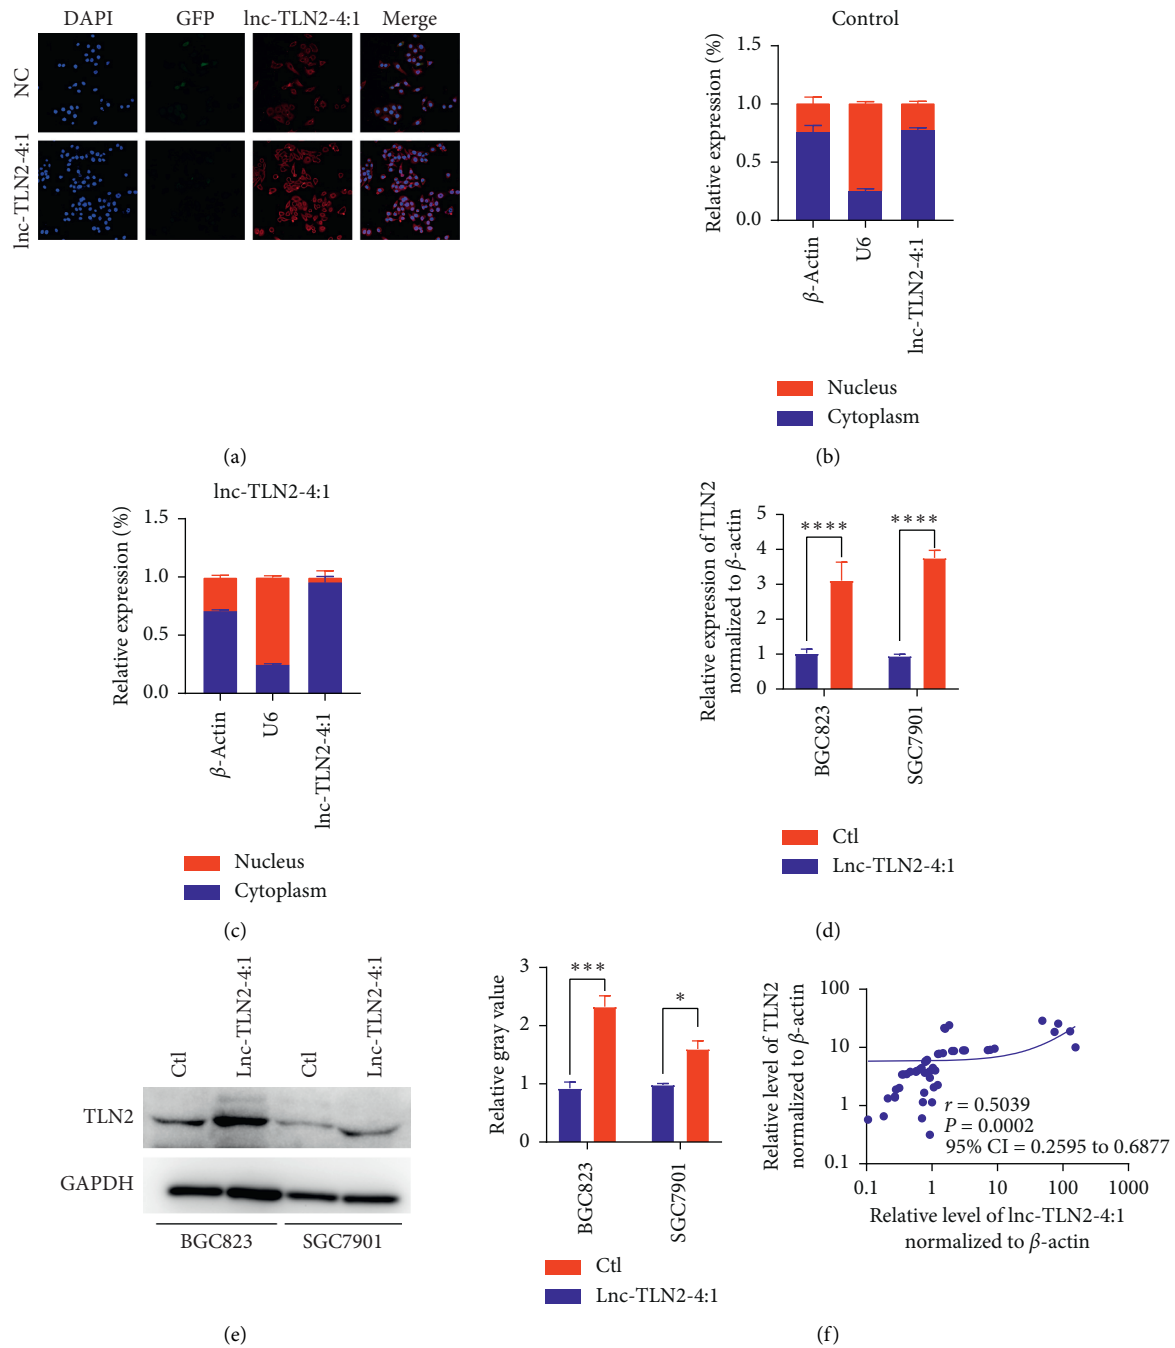 DAPI GFP lnc-TLN2-4:1 Merge
NC
lnc-TLN2-4:1
(a)
Control
Relative expression (%)
1.5
1.0
0.5
0.0
β-Actin
U6
lnc-TLN2-4:1
Nucleus
Cytoplasm
(b)
lnc-TLN2-4:1
Relative expression (%)
1.5
1.0
0.5
0.0
β-Actin
U6
lnc-TLN2-4:1
Nucleus
Cytoplasm
(c)
Relative expression of TLN2
normalized to β-actin
5
4
3
2
1
0
**** ****
BGC823
SGC7901
Ctl
Lnc-TLN2-4:1
(d)
Ctl
Lnc-TLN2-4:1
Ctl
Lnc-TLN2-4:1
TLN2
GAPDH
BGC823 SGC7901
(e)
Relative gray value
3
2
1
0
*** *
BGC823
SGC7901
Ctl
Lnc-TLN2-4:1
Relative level of TLN2
normalized to β-actin
100
10
1
0.1
r = 0.5039
P = 0.0002
95% CI = 0.2595 to 0.6877
0.1 1 10 100 1000
Relative level of lnc-TLN2-4:1
normalized to β-actin
(f)